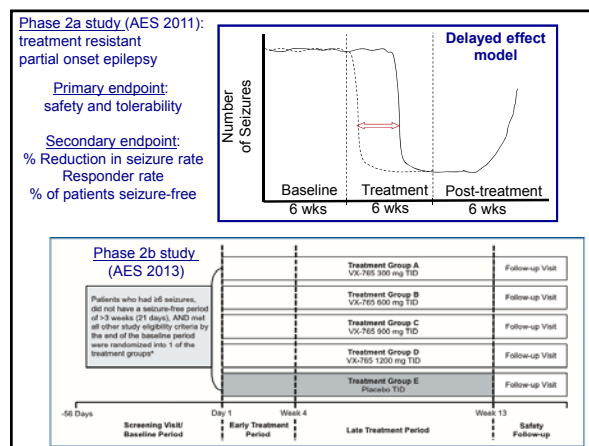 Phase 2a study (AES 2011):
treatment resistant
partial onset epilepsy
Primary endpoint:
safety and tolerability
Secondary endpoint:
% Reduction in seizure rate
Responder rate
% of patients seizure-free
Delayed effect
model
Number
of Seizures
Baseline
Treatment
Post-treatment
6 wks
6 wks
6 wks
Phase 2b study
(AES 2013)
Patients who had ≥6 seizures,
did not have a seizure-free period
of >3 weeks (21 days), AND met
all other study eligibility criteria by
the end of the baseline period
were randomized into 1 of the
treatment groups*
Treatment Group A
VX-765 300 mg TID
Follow-up Visit
Treatment Group B
VX-765 600 mg TID
Follow-up Visit
Treatment Group C
VX-765 900 mg TID
Follow-up Visit
Treatment Group D
VX-765 1200 mg TID
Follow-up Visit
Treatment Group E
Placebo TID
Follow-up Visit
-56 Days
Day 1
Week 4
Week 13
Screening Visit/
Baseline Period
Early Treatment
Period
Late Treatment Period
Safety
Follow-up